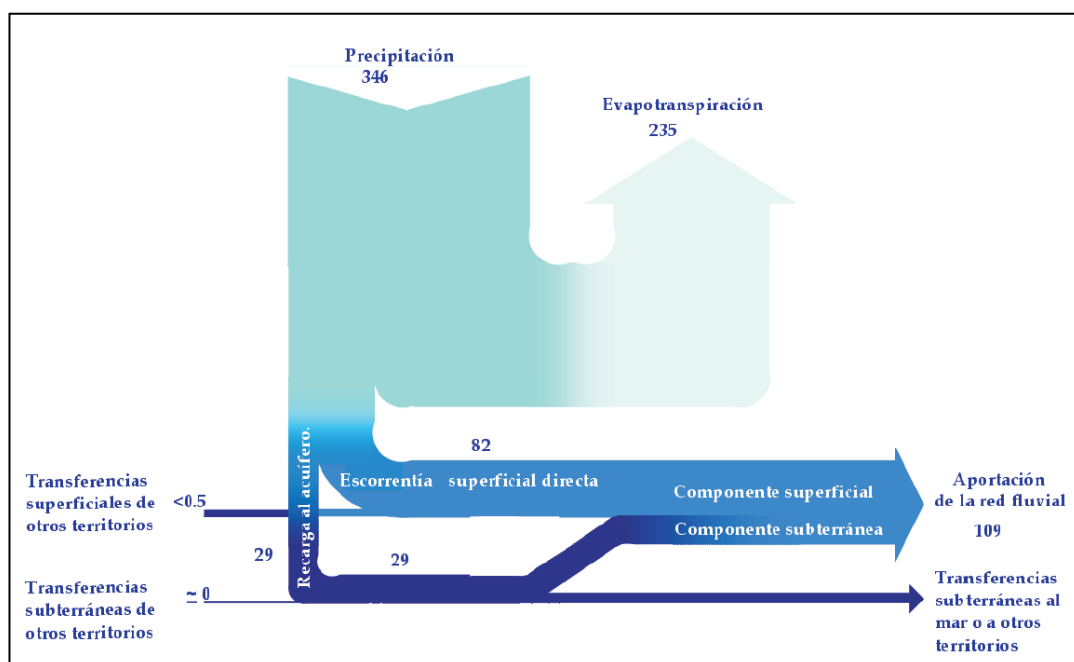 Precipitación
346
Evapotranspiración
235
82
Recarga al acuífero.
Escorrentía superficial directa
Componente superficial
Componente subterránea
Transferencias
superficiales de
otros territorios
<0.5
29
29
Transferencias
subterráneas de
otros territorios
~ 0
Aportación
de la red fluvial
109
Transferencias
subterráneas al
mar o a otros
territorios